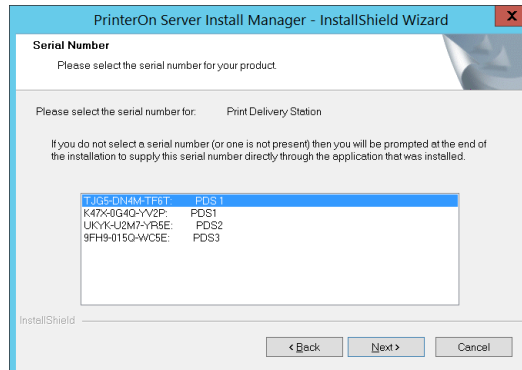 PrinterOn Server Install Manager - InstallShield Wizard
x
Serial Number
Please select the serial number for your product.
Please select the serial number for: Print Delivery Station
If you do not select a serial number (or one is not present) then you will be prompted at the end of
the installation to supply this serial number directly through the application that was installed.
TJG5-DN4M-TF6T: PDS 1
K47X-0G4Q-YV2P: PDS1
UKYK-U2M7-YR5E: PDS2
9FH9-015Q-WC5E: PDS3
InstallShield
< Back
Next >
Cancel